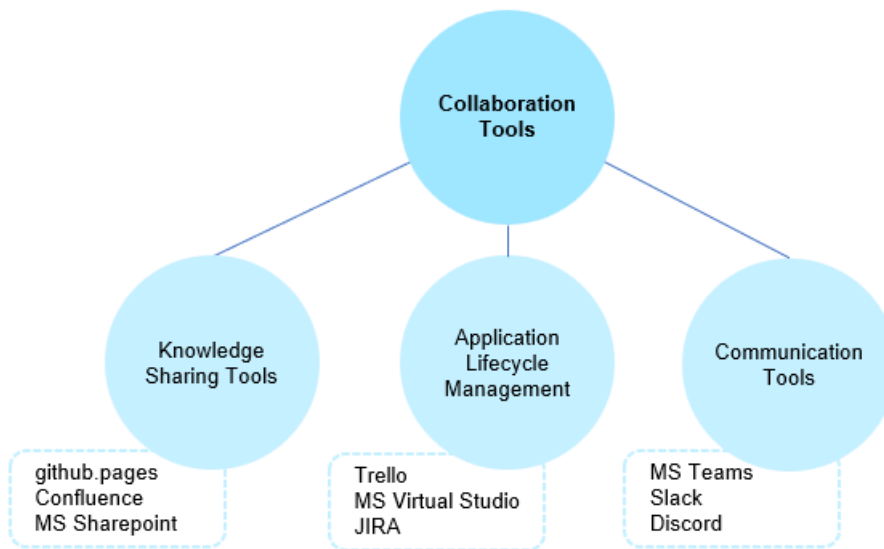 Collaboration
Tools
Knowledge
Sharing Tools
Application
Lifecycle
Management
Communication
Tools
github.pages
Confluence
MS Sharepoint
Trello
MS Virtual Studio
JIRA
MS Teams
Slack
Discord